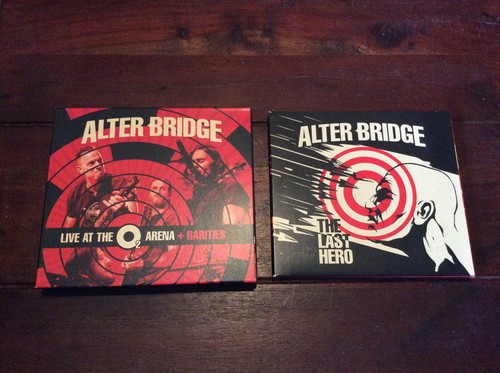 ALTER BRIDGE
LIVE AT THE O2 ARENA + RARITIES
ALTER BRIDGE
THE
LAST
HERO